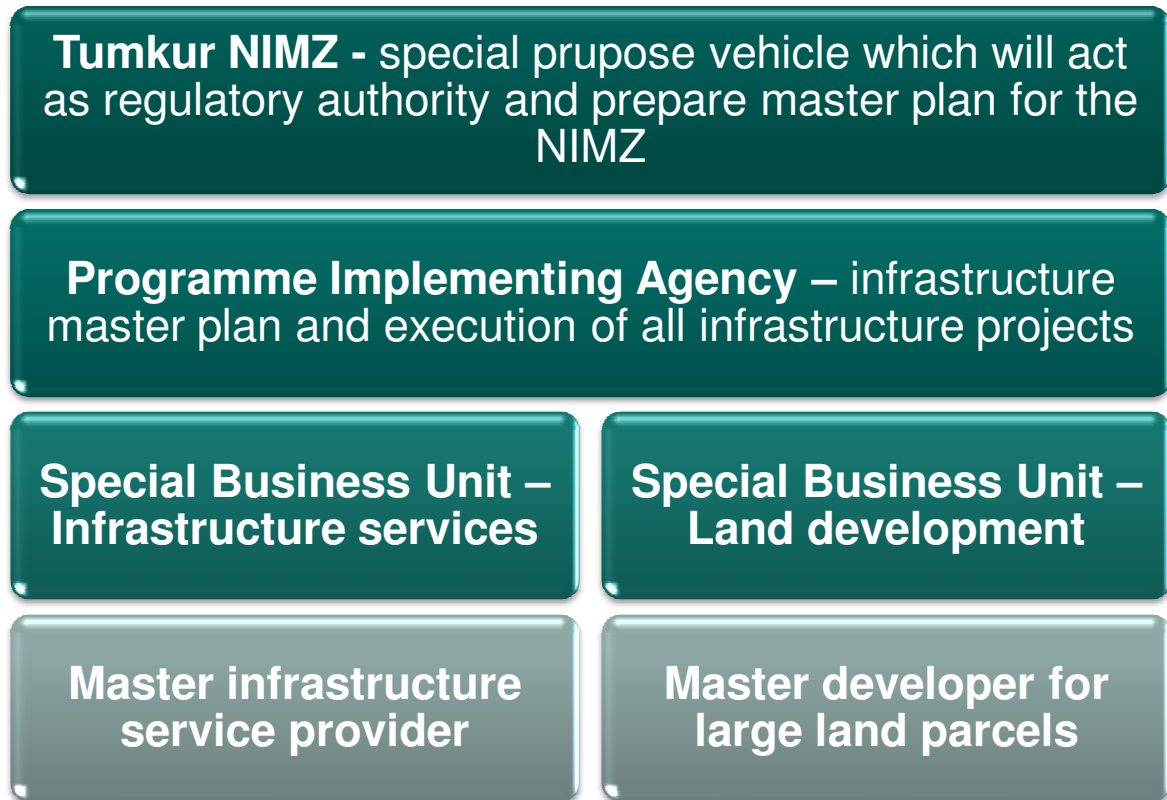 Tumkur NIMZ - special prupose vehicle which will act
as regulatory authority and prepare master plan for the
NIMZ
Programme Implementing Agency – infrastructure
master plan and execution of all infrastructure projects
Special Business Unit –
Infrastructure services
Special Business Unit –
Land development
Master infrastructure
service provider
Master developer for
large land parcels